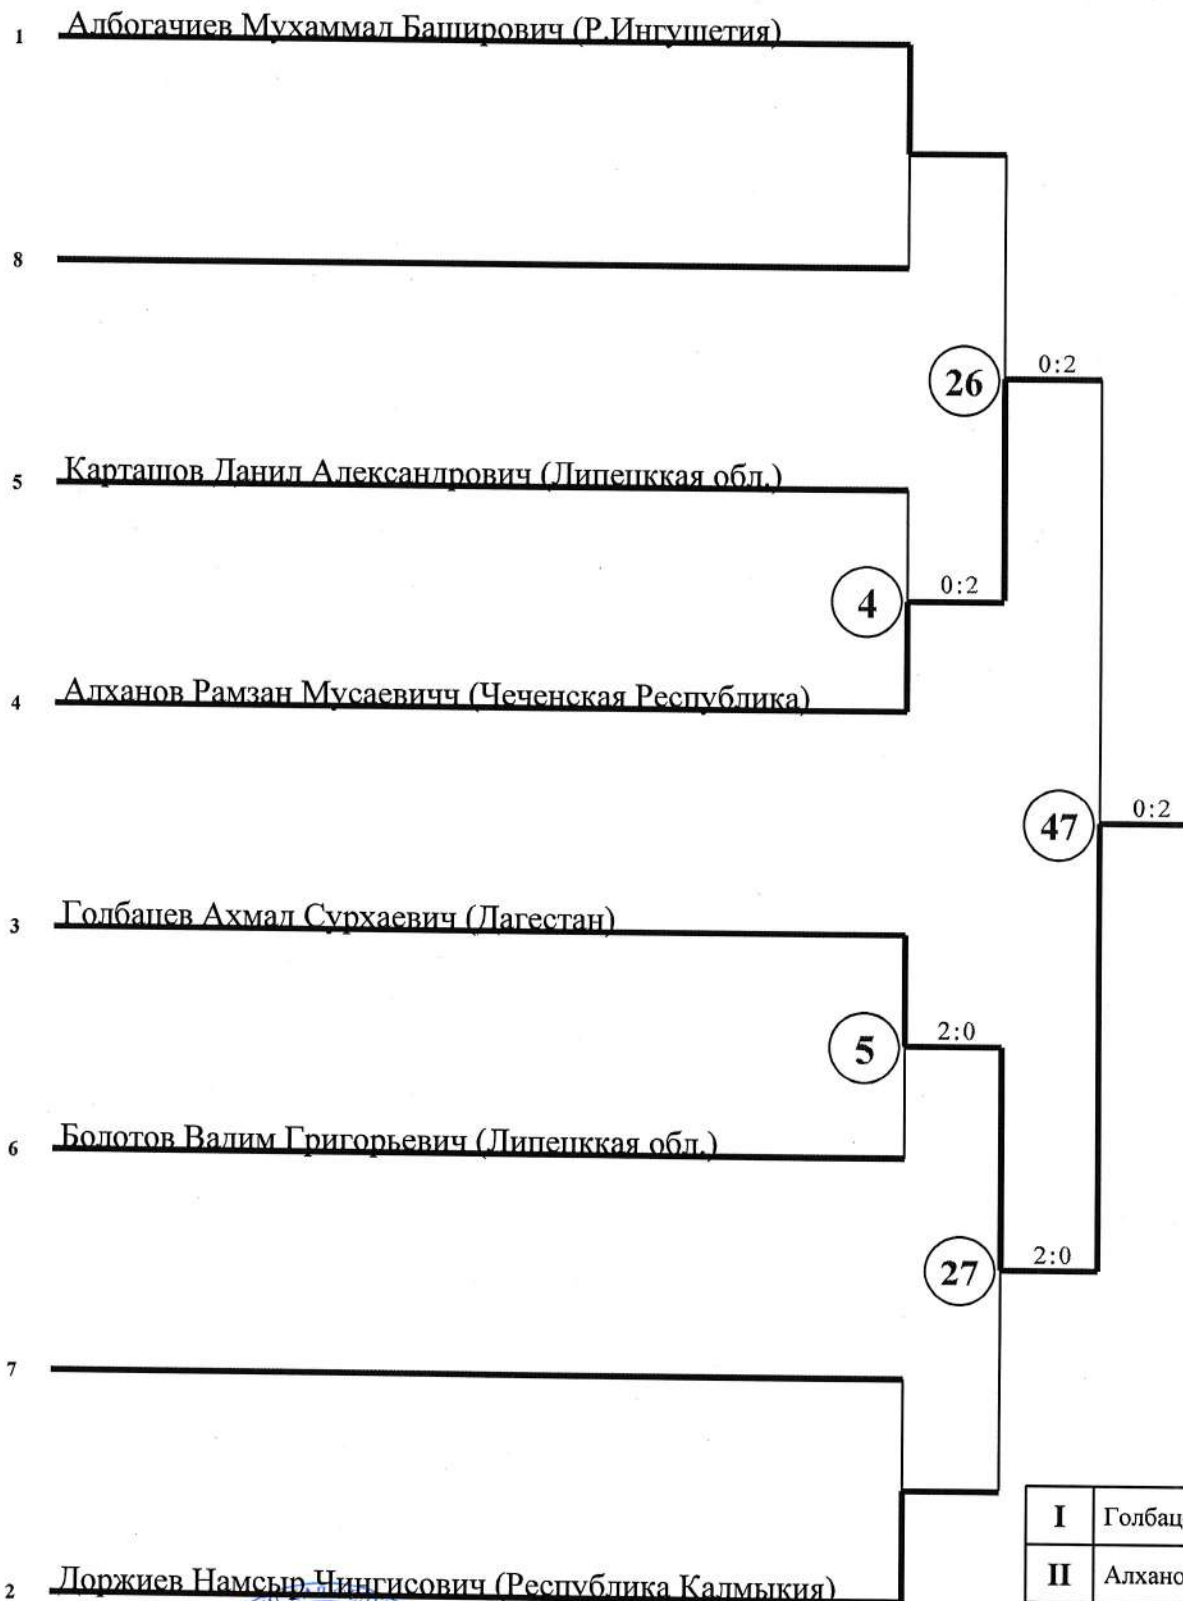 1 Албогачиев Мухаммад Баширович (Р.Ингушетия)
8
26 0:2
5 Карташов Данил Александрович (Липецккая обл.)
4 0:2
4 Алханов Рамзан Мусаевичч (Чеченская Республика)
47 0:2
3 Голбацев Ахмад Сурхаевич (Дагестан)
5 2:0
6 Болотов Вадим Григорьевич (Липецккая обл.)
27 2:0
7
I Голбац
II Алхано
2 Доржиев Намсыр Чингисович (Республика Калмыкия)